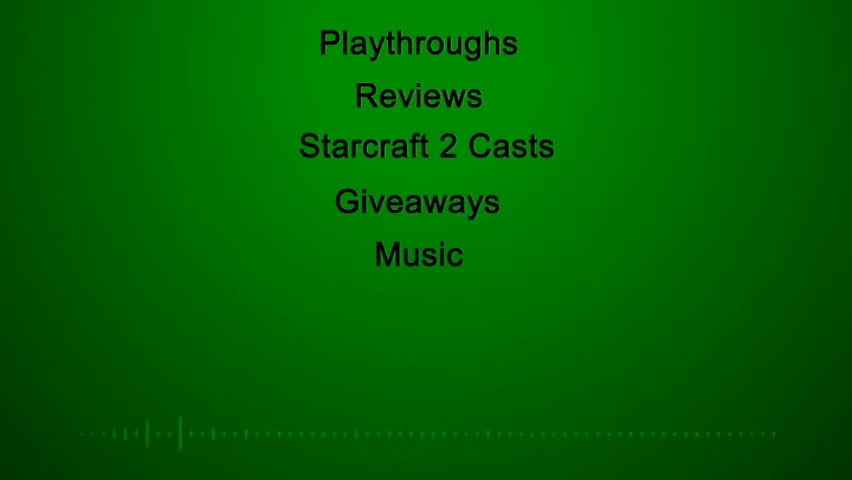 Playthroughs
Reviews
Starcraft 2 Casts
Giveaways
Music